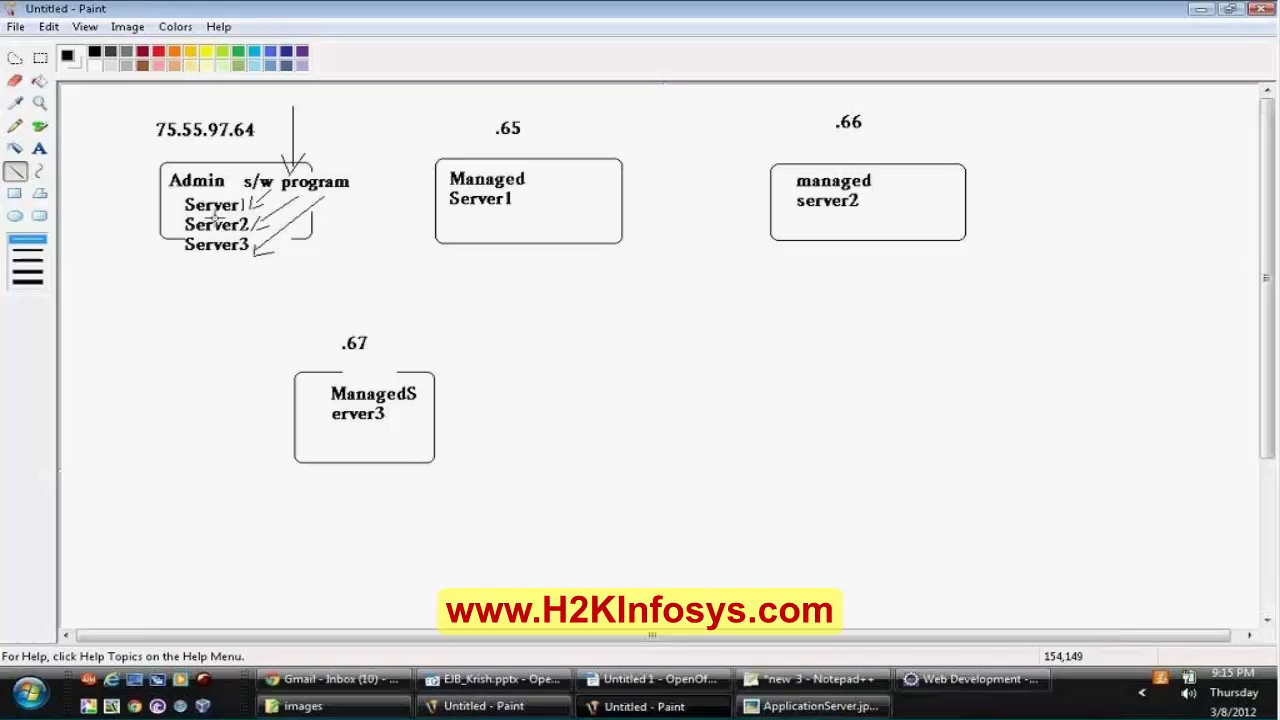 Untitled - Paint
File Edit View Image Colors Help
75.55.97.64
.65
.66
Admin s/w program
Server1
Server2
Server3
Managed
Server1
managed
server2
.67
ManagedS
erver3
www.H2KInfosys.com
For Help, click Help Topics on the Help Menu.
154,149
Gmail - Inbox (10) - ...
EJB_Krish.pptx - Ope...
Untitled 1 - OpenOf...
*new 3 - Notepad++
Web Development -...
images
Untitled - Paint
Untitled - Paint
ApplicationServer.jp...
9:15 PM
Thursday
3/8/2012